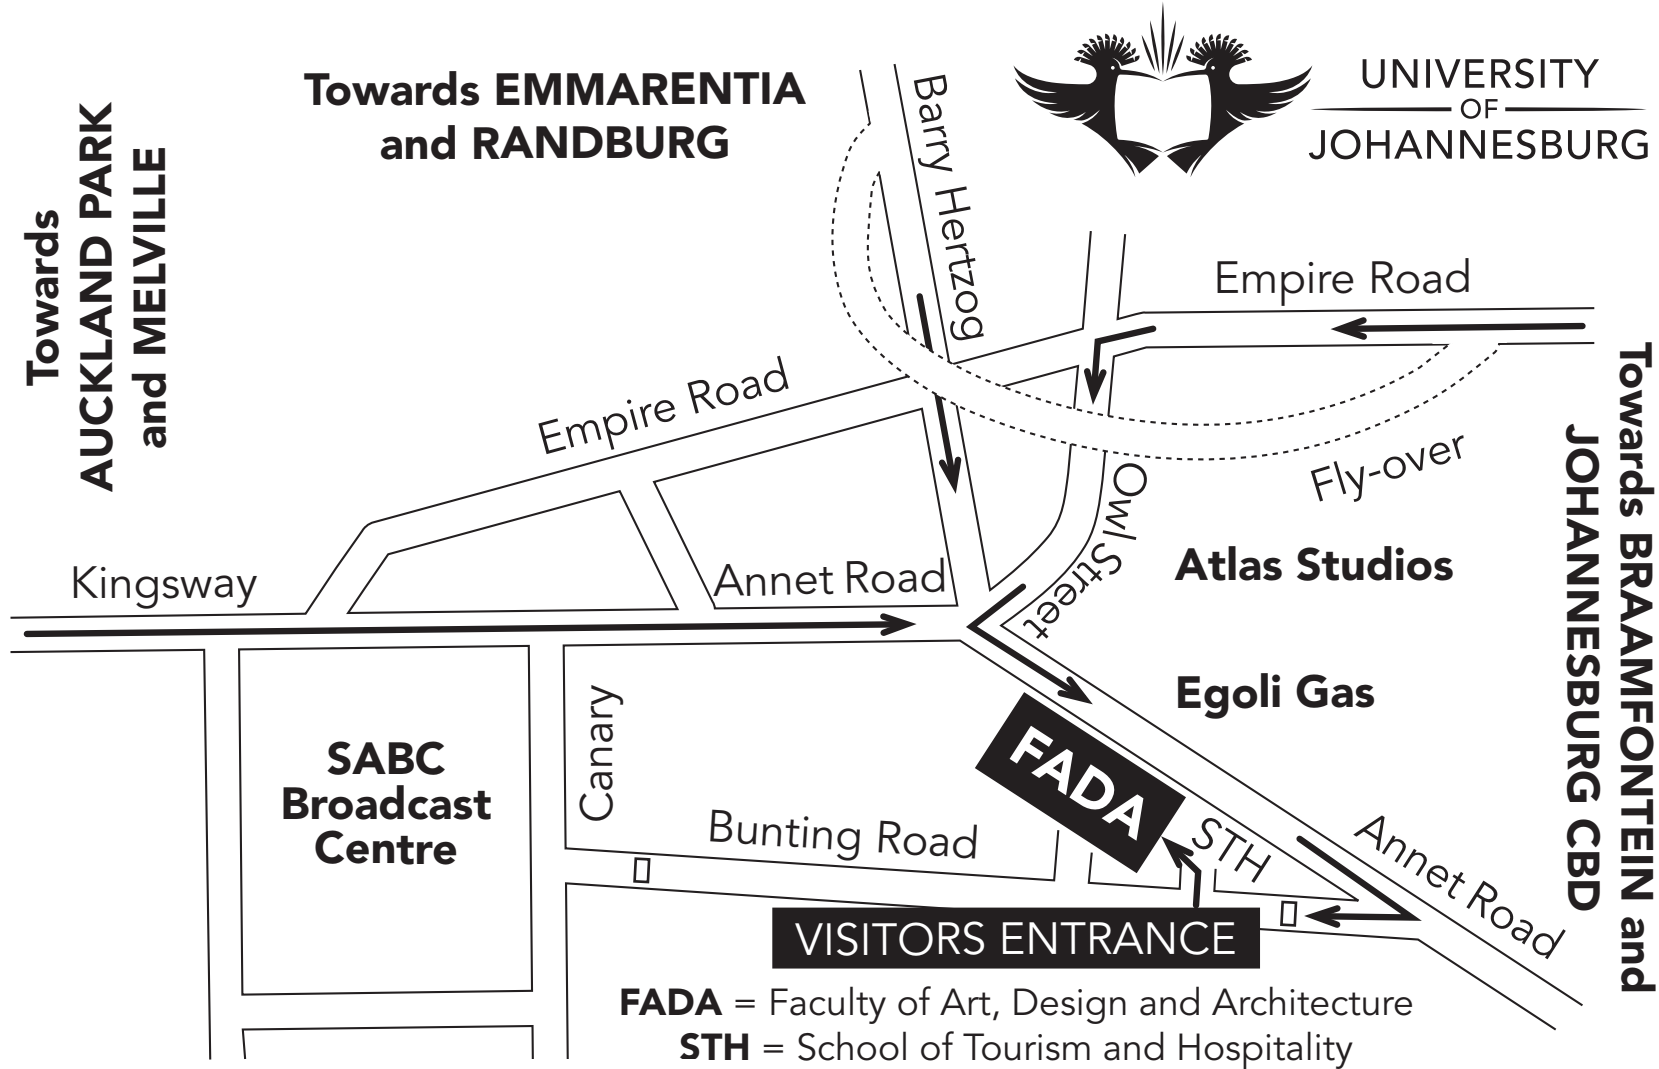 Towards EMMARENTIA
and RANDBURG
UNIVERSITY
OF
JOHANNESBURG
Towards
AUCKLAND PARK
and MELVILLE
Barry Hertzog
Empire Road
Empire Road
Fly-over
Towards BRAAMFONTEIN and
JOHANNESBURG CBD
Owl Street
Atlas Studios
Kingsway
Annet Road
Egoli Gas
SABC
Broadcast
Centre
Canary
FADA
Bunting Road
STH
Annet Road
VISITORS ENTRANCE
FADA = Faculty of Art, Design and Architecture
STH = School of Tourism and Hospitality